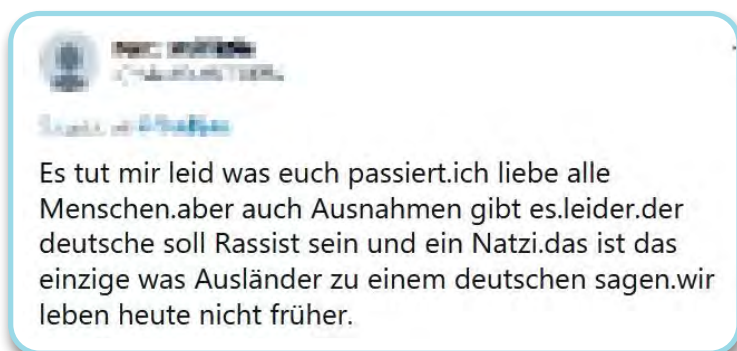 Es tut mir leid was euch passiert.ich liebe alle
Menschen.aber auch Ausnahmen gibt es.leider.der
deutsche soll Rassist sein und ein Natzi.das ist das
einzige was Ausländer zu einem deutschen sagen.wir
leben heute nicht früher.